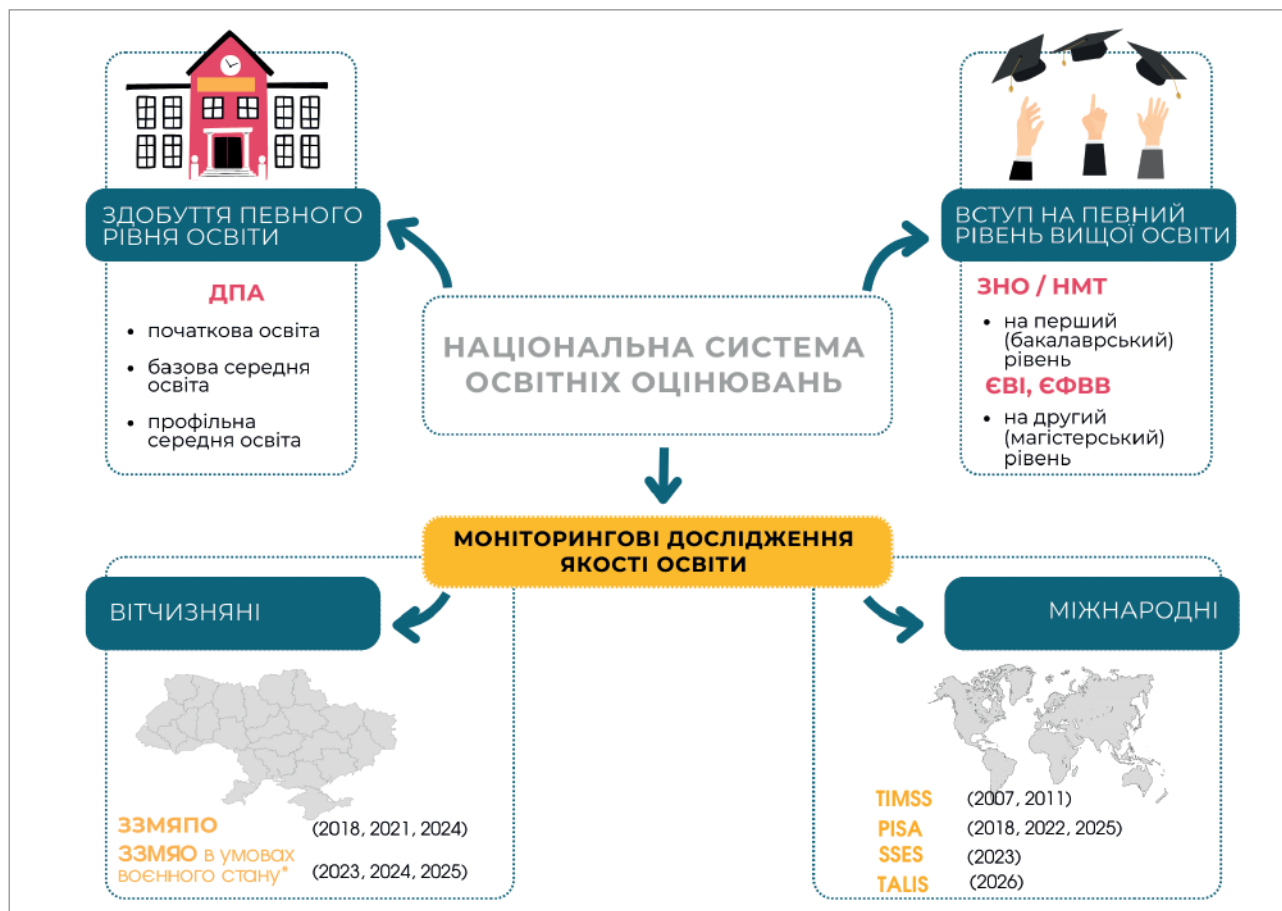 ЗДОБУТТЯ ПЕВНОГО
РІВНЯ ОСВІТИ
ДПА
• початкова освіта
• базова середня
освіта
• профільна
середня освіта
НАЦІОНАЛЬНА СИСТЕМА
ОСВІТНІХ ОЦІНЮВАНЬ
ВСТУП НА ПЕВНИЙ
РІВЕНЬ ВИЩОЇ ОСВІТИ
ЗНО / НМТ
• на перший
(бакалаврський)
рівень
ЄВІ, ЄФВВ
• на другий
(магістерський)
рівень
МОНІТОРИНГОВІ ДОСЛІДЖЕННЯ
ЯКОСТІ ОСВІТИ
ВІТЧИЗНЯНІ
ЗЗМЯПО (2018, 2021, 2024)
ЗЗМЯО в умовах
воєнного стану* (2023, 2024, 2025)
МІЖНАРОДНІ
TIMSS (2007, 2011)
PISA (2018, 2022, 2025)
SSES (2023)
TALIS (2026)